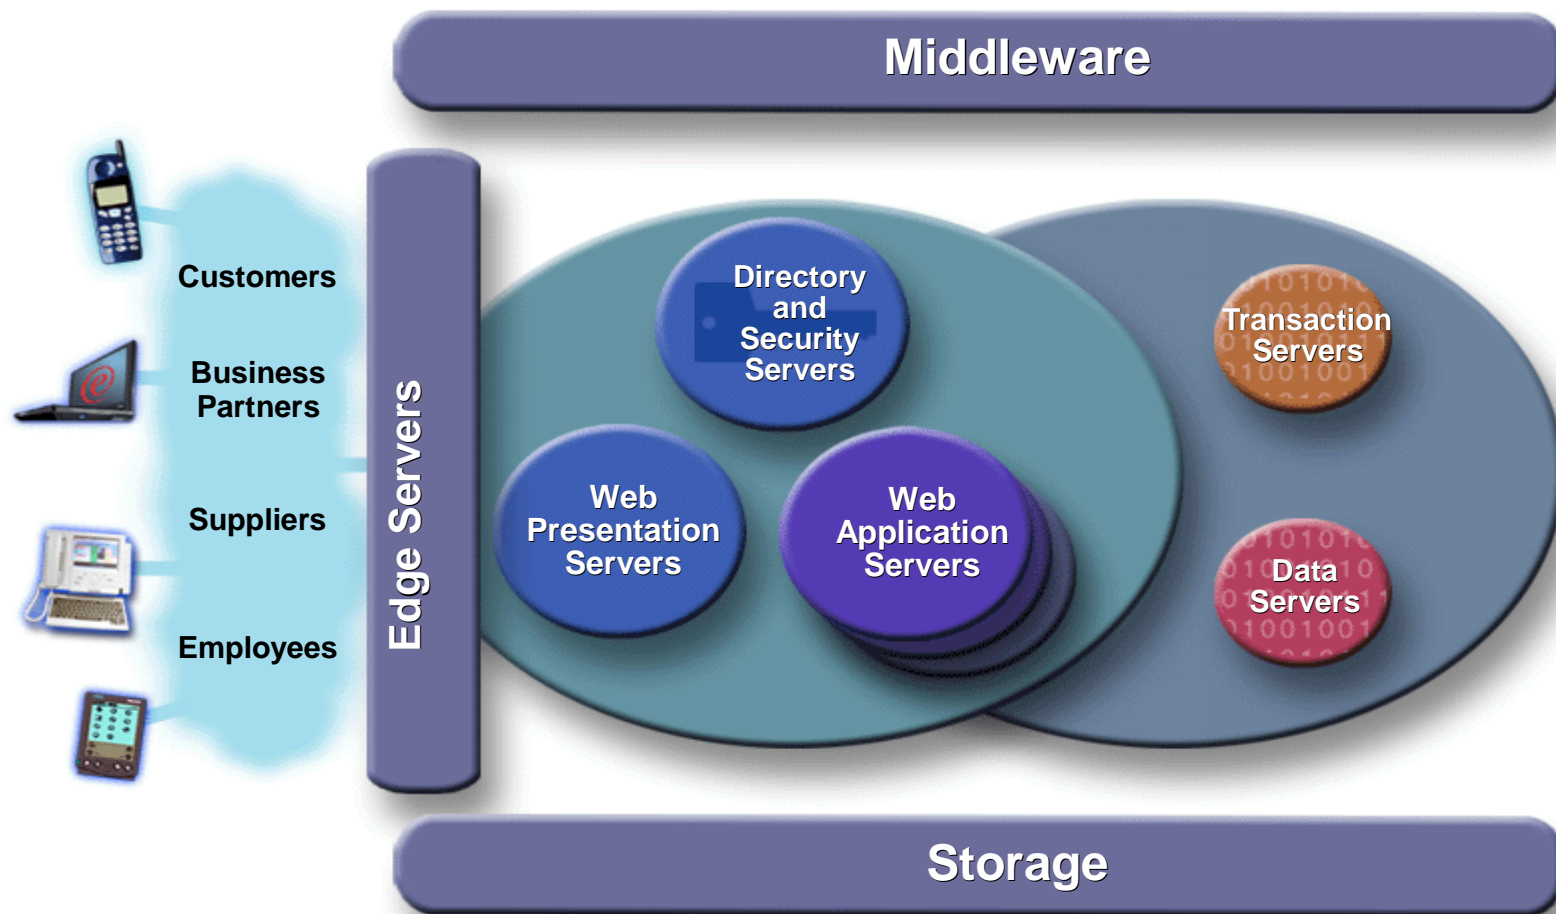 Middleware
Customers
Business
Partners
Suppliers
Employees
Edge Servers
Directory
and
Security
Servers
Web
Presentation
Servers
Web
Application
Servers
Transaction
Servers
Data
Servers
Storage